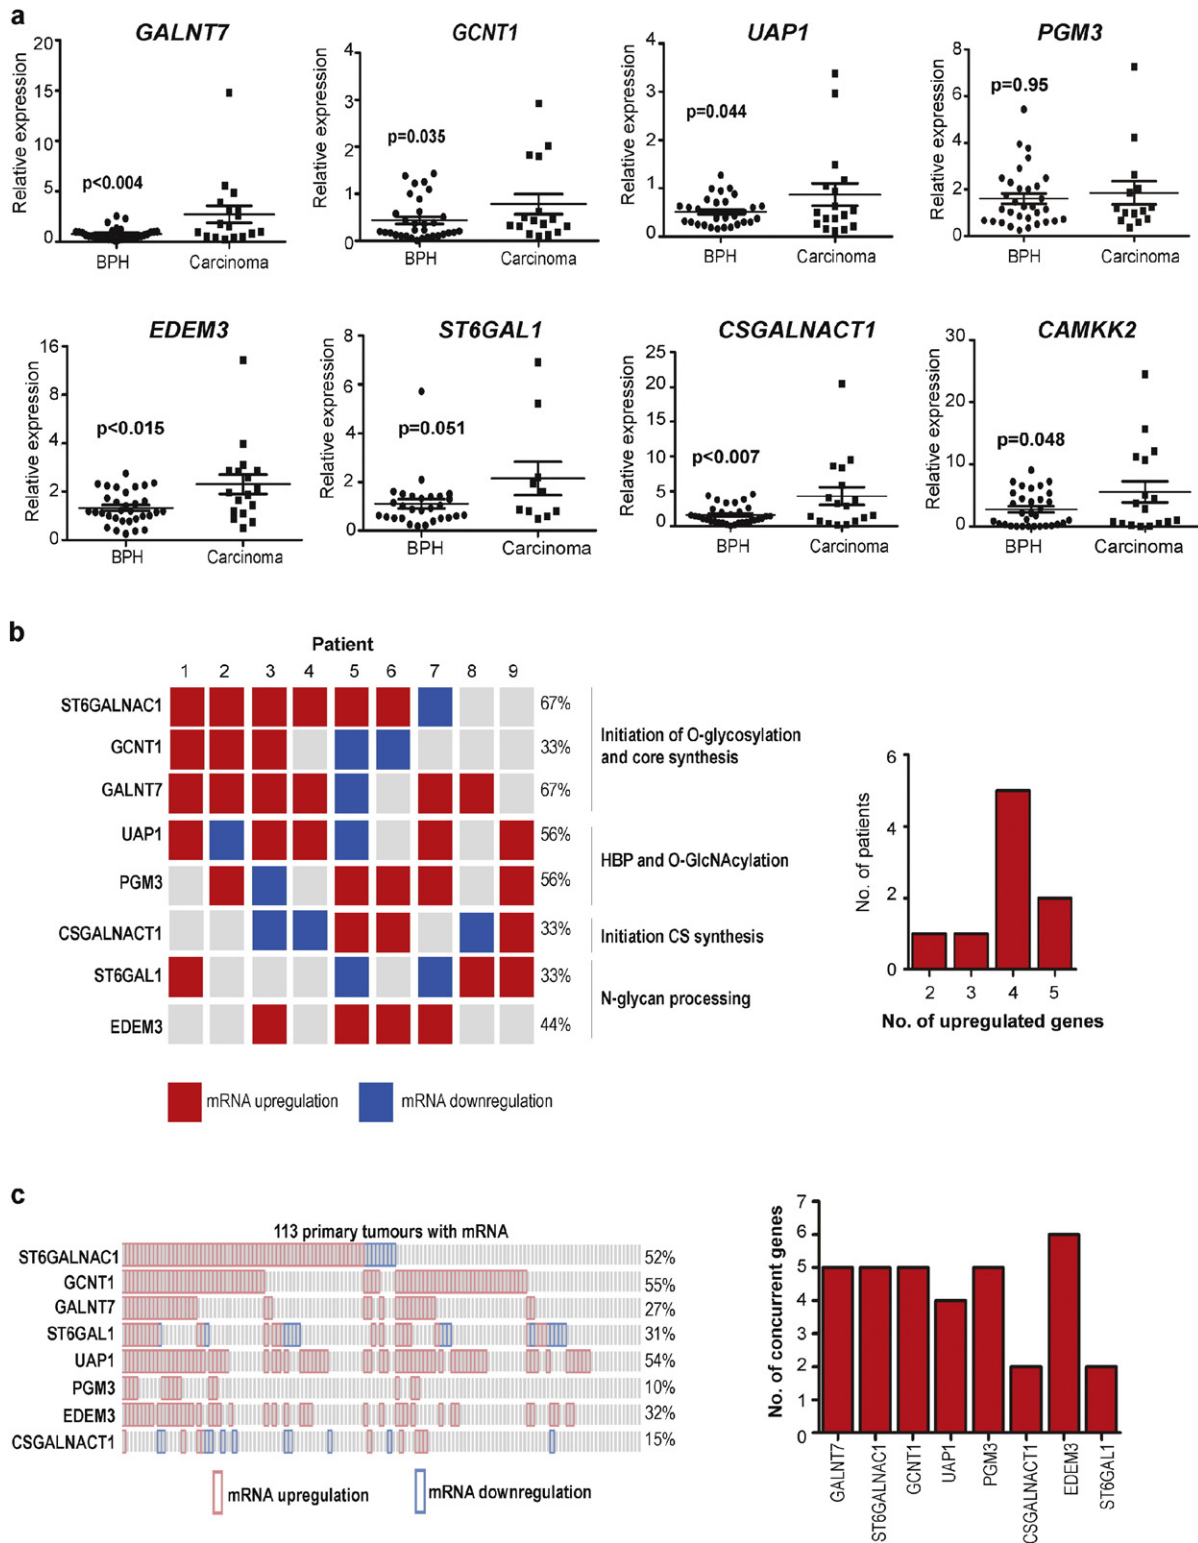 a
GALNT7
GCNT1
UAP1
PGM3
Relative expression
20
15
10
5
0
p<0.004
BPH
Carcinoma
Relative expression
4
3
2
1
0
p=0.035
BPH
Carcinoma
Relative expression
4
3
2
1
0
p=0.044
BPH
Carcinoma
Relative expression
8
6
4
2
0
p=0.95
BPH
Carcinoma
EDEM3
ST6GAL1
CSGALNACT1
CAMKK2
Relative expression
16
8
4
2
0
p<0.015
BPH
Carcinoma
Relative expression
8
6
4
2
0
p=0.051
BPH
Carcinoma
Relative expression
25
20
15
10
5
0
p<0.007
BPH
Carcinoma
Relative expression
30
20
10
0
p=0.048
BPH
Carcinoma
b
Patient
1 2 3 4 5 6 7 8 9
ST6GALNAC1 67%
GCNT1 33%
GALNT7 67%
UAP1 56%
PGM3 56%
CSGALNACT1 33%
ST6GAL1 33%
EDEM3 44%
Initiation of O-glycosylation
and core synthesis
HBP and O-GlcNAcylation
Initiation CS synthesis
N-glycan processing
mRNA upregulation
mRNA downregulation
No. of patients
6
4
2
0
2 3 4 5
No. of upregulated genes
c
113 primary tumours with mRNA
ST6GALNAC1 52%
GCNT1 55%
GALNT7 27%
ST6GAL1 31%
UAP1 54%
PGM3 10%
EDEM3 32%
CSGALNACT1 15%
mRNA upregulation
mRNA downregulation
No. of concurrent genes
7
6
5
4
3
2
1
0
GALNT7
ST6GALNAC1
GCNT1
UAP1
PGM3
CSGALNACT1
EDEM3
ST6GAL1